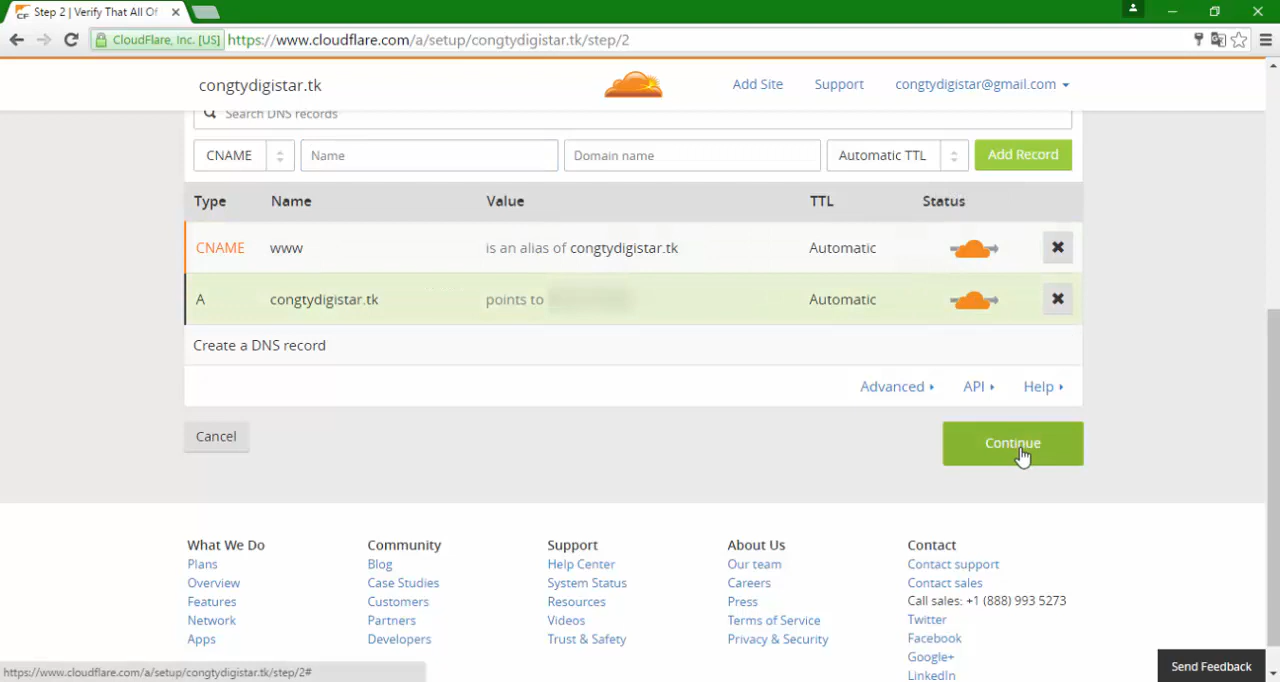 Step 2 | Verify That All Of
CloudFlare, Inc. [US] https://www.cloudflare.com/a/setup/congtydigistar.tk/step/2
congtydigistar.tk Add Site Support congtydigistar@gmail.com
Search DNS records
CNAME Name Domain name Automatic TTL Add Record
Type Name Value TTL Status
CNAME www is an alias of congtydigistar.tk Automatic
A congtydigistar.tk points to Automatic
Create a DNS record
Advanced API Help
Cancel Continue
What We Do Community Support About Us Contact
Plans Blog Help Center Our team Contact support
Overview Case Studies System Status Careers Contact sales
Features Customers Resources Press Call sales: +1 (888) 993 5273
Network Partners Videos Terms of Service Twitter
Apps Developers Trust & Safety Privacy & Security Facebook
Google+
LinkedIn
https://www.cloudflare.com/a/setup/congtydigistar.tk/step/2#
Send Feedback